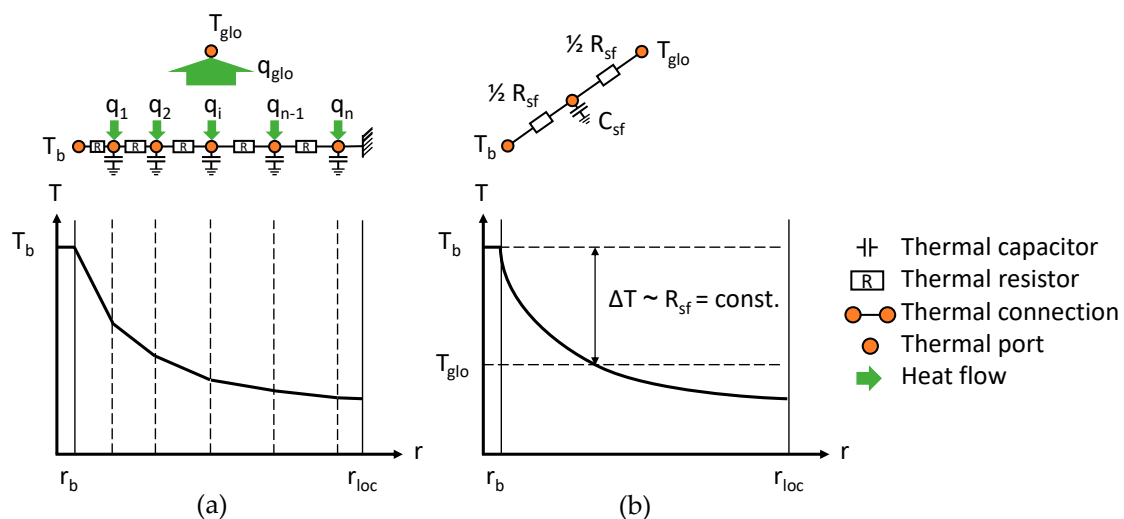 T_glo
q_glo
q_1 q_2 q_i q_n-1 q_n
T_b
R R R R R
T
T_b
r
r_b r_loc
(a)
½ R_sf T_glo
½ R_sf
C_sf
T_b
T
T_b
ΔT ~ R_sf = const.
T_glo
r
r_b r_loc
(b)
Thermal capacitor
R Thermal resistor
Thermal connection
Thermal port
Heat flow